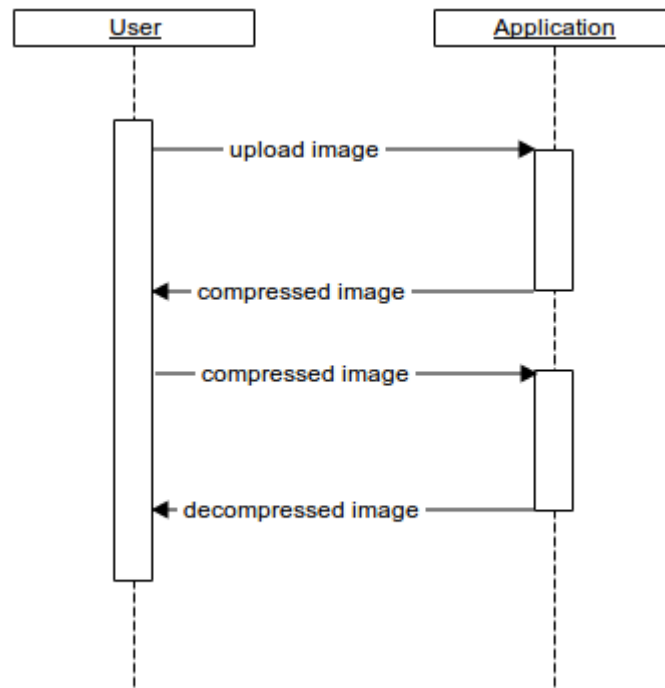 User
Application
upload image
compressed image
compressed image
decompressed image